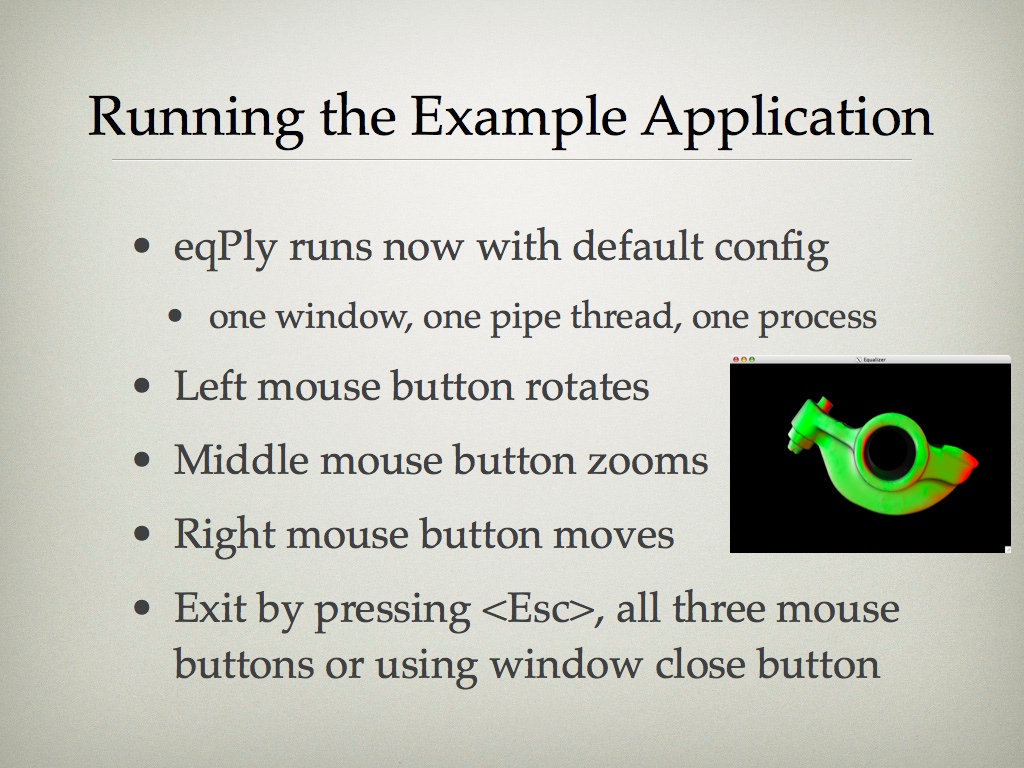 Running the Example Application
• eqPly runs now with default config
• one window, one pipe thread, one process
• Left mouse button rotates
Equalizer
• Middle mouse button zooms
• Right mouse button moves
• Exit by pressing <Esc>, all three mouse
buttons or using window close button